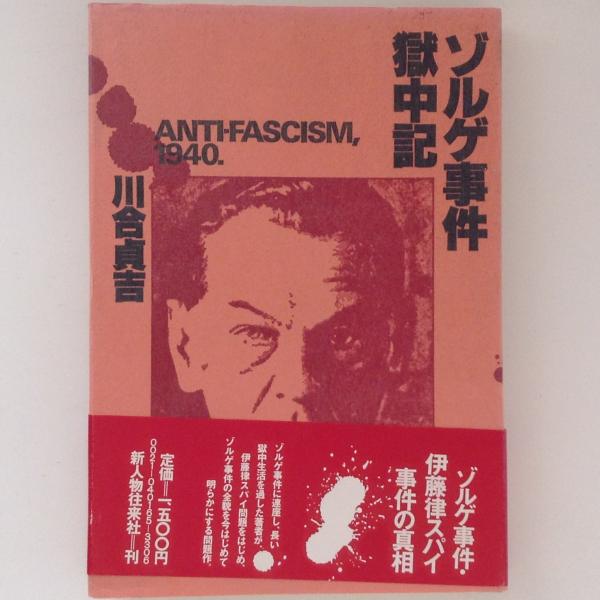 ゾルゲ事件
獄中記
ANTI-FASCISM,
1940.
川合貞吉
ゾルゲ事件・
伊藤律スパイ
事件の真相
ゾルゲ事件に連座し、長い
獄中生活を過した著者が、
伊藤律スパイ問題をはじめ、
ゾルゲ事件の全貌を今はじめて
明らかにする問題作。
定価＝一五〇〇円
0021-040165-3306
新人物往来社＝刊